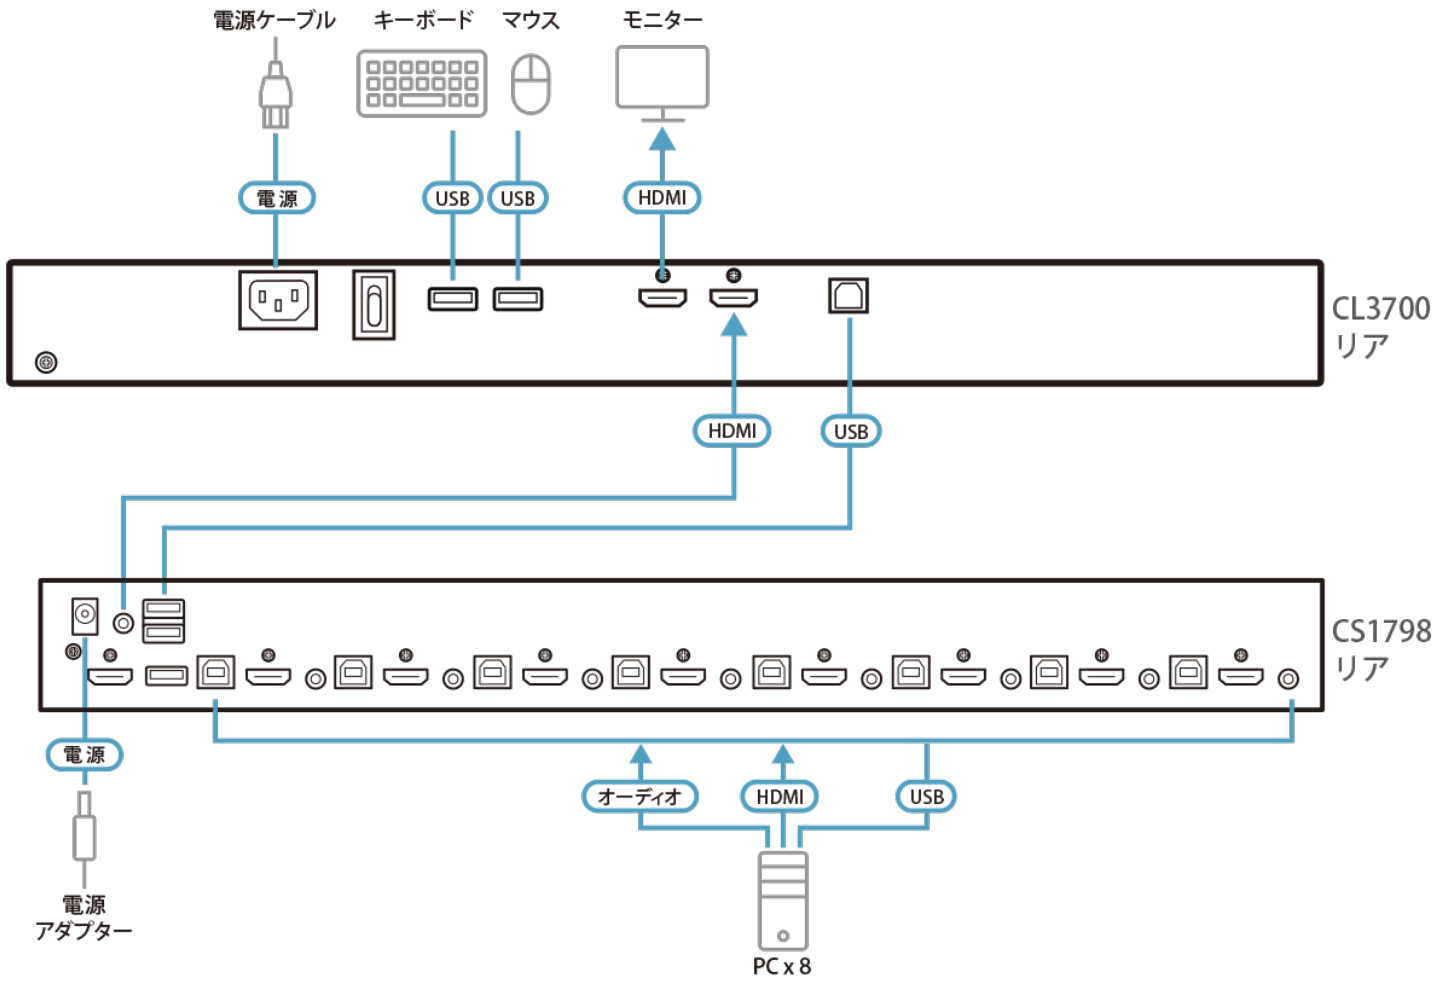 電源ケーブル
キーボード
マウス
モニター
電源
USB
USB
HDMI
CL3700
リア
HDMI
USB
CS1798
リア
電源
オーディオ
HDMI
USB
電源
アダプター
PC x 8